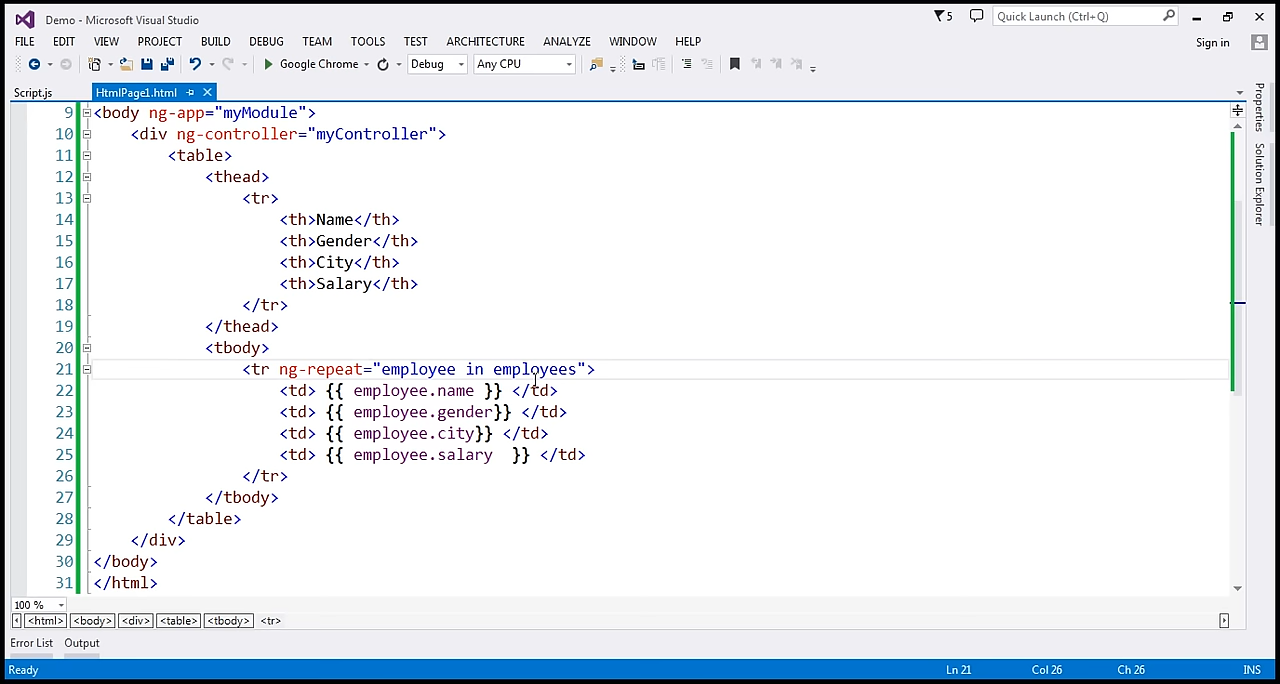 Demo - Microsoft Visual Studio
5
Quick Launch (Ctrl+Q)
FILE EDIT VIEW PROJECT BUILD DEBUG TEAM TOOLS TEST ARCHITECTURE ANALYZE WINDOW HELP
Sign in
Google Chrome Debug Any CPU
Script.js HtmlPage1.html
Properties
Solution Explorer
9 <body ng-app="myModule">
10 <div ng-controller="myController">
11 <table>
12 <thead>
13 <tr>
14 <th>Name</th>
15 <th>Gender</th>
16 <th>City</th>
17 <th>Salary</th>
18 </tr>
19 </thead>
20 <tbody>
21 <tr ng-repeat="employee in employees">
22 <td> {{ employee.name }} </td>
23 <td> {{ employee.gender}} </td>
24 <td> {{ employee.city}} </td>
25 <td> {{ employee.salary  }} </td>
26 </tr>
27 </tbody>
28 </table>
29 </div>
30 </body>
31 </html>
100 %
<html> <body> <div> <table> <tbody> <tr>
Error List Output
Ready Ln 21 Col 26 Ch 26 INS